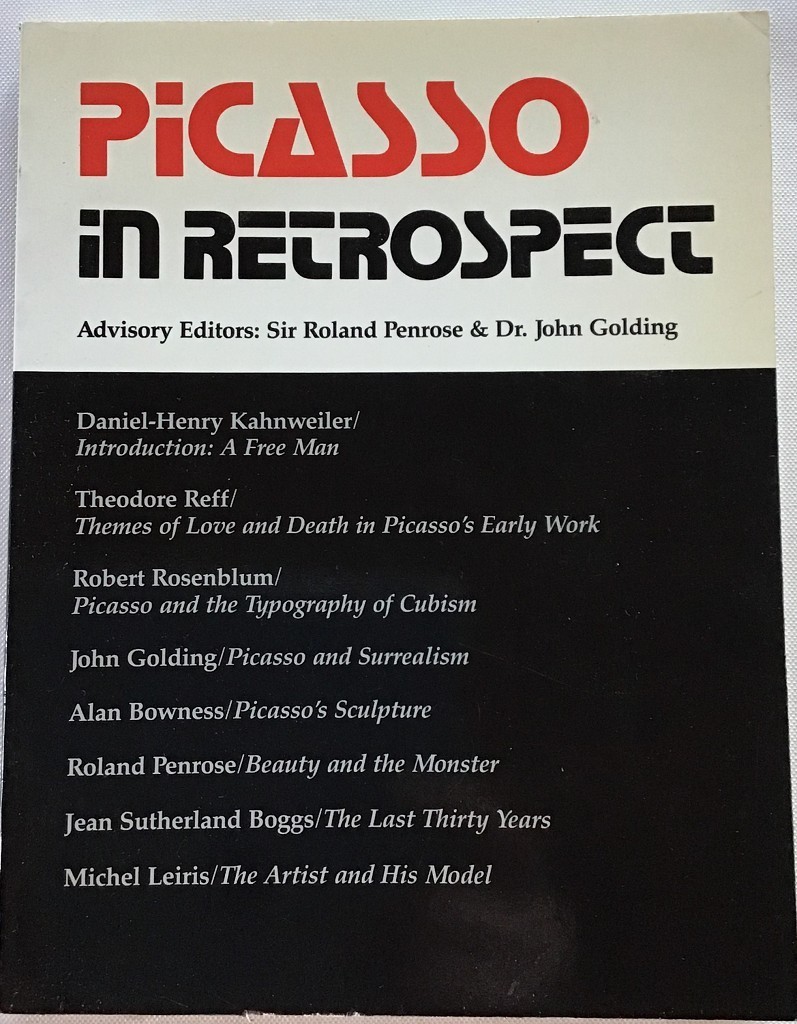 PiCASSO
in RETROSPECT
Advisory Editors: Sir Roland Penrose & Dr. John Golding
Daniel-Henry Kahnweiler/
Introduction: A Free Man
Theodore Reff/
Themes of Love and Death in Picasso's Early Work
Robert Rosenblum/
Picasso and the Typography of Cubism
John Golding/Picasso and Surrealism
Alan Bowness/Picasso's Sculpture
Roland Penrose/Beauty and the Monster
Jean Sutherland Boggs/The Last Thirty Years
Michel Leiris/The Artist and His Model